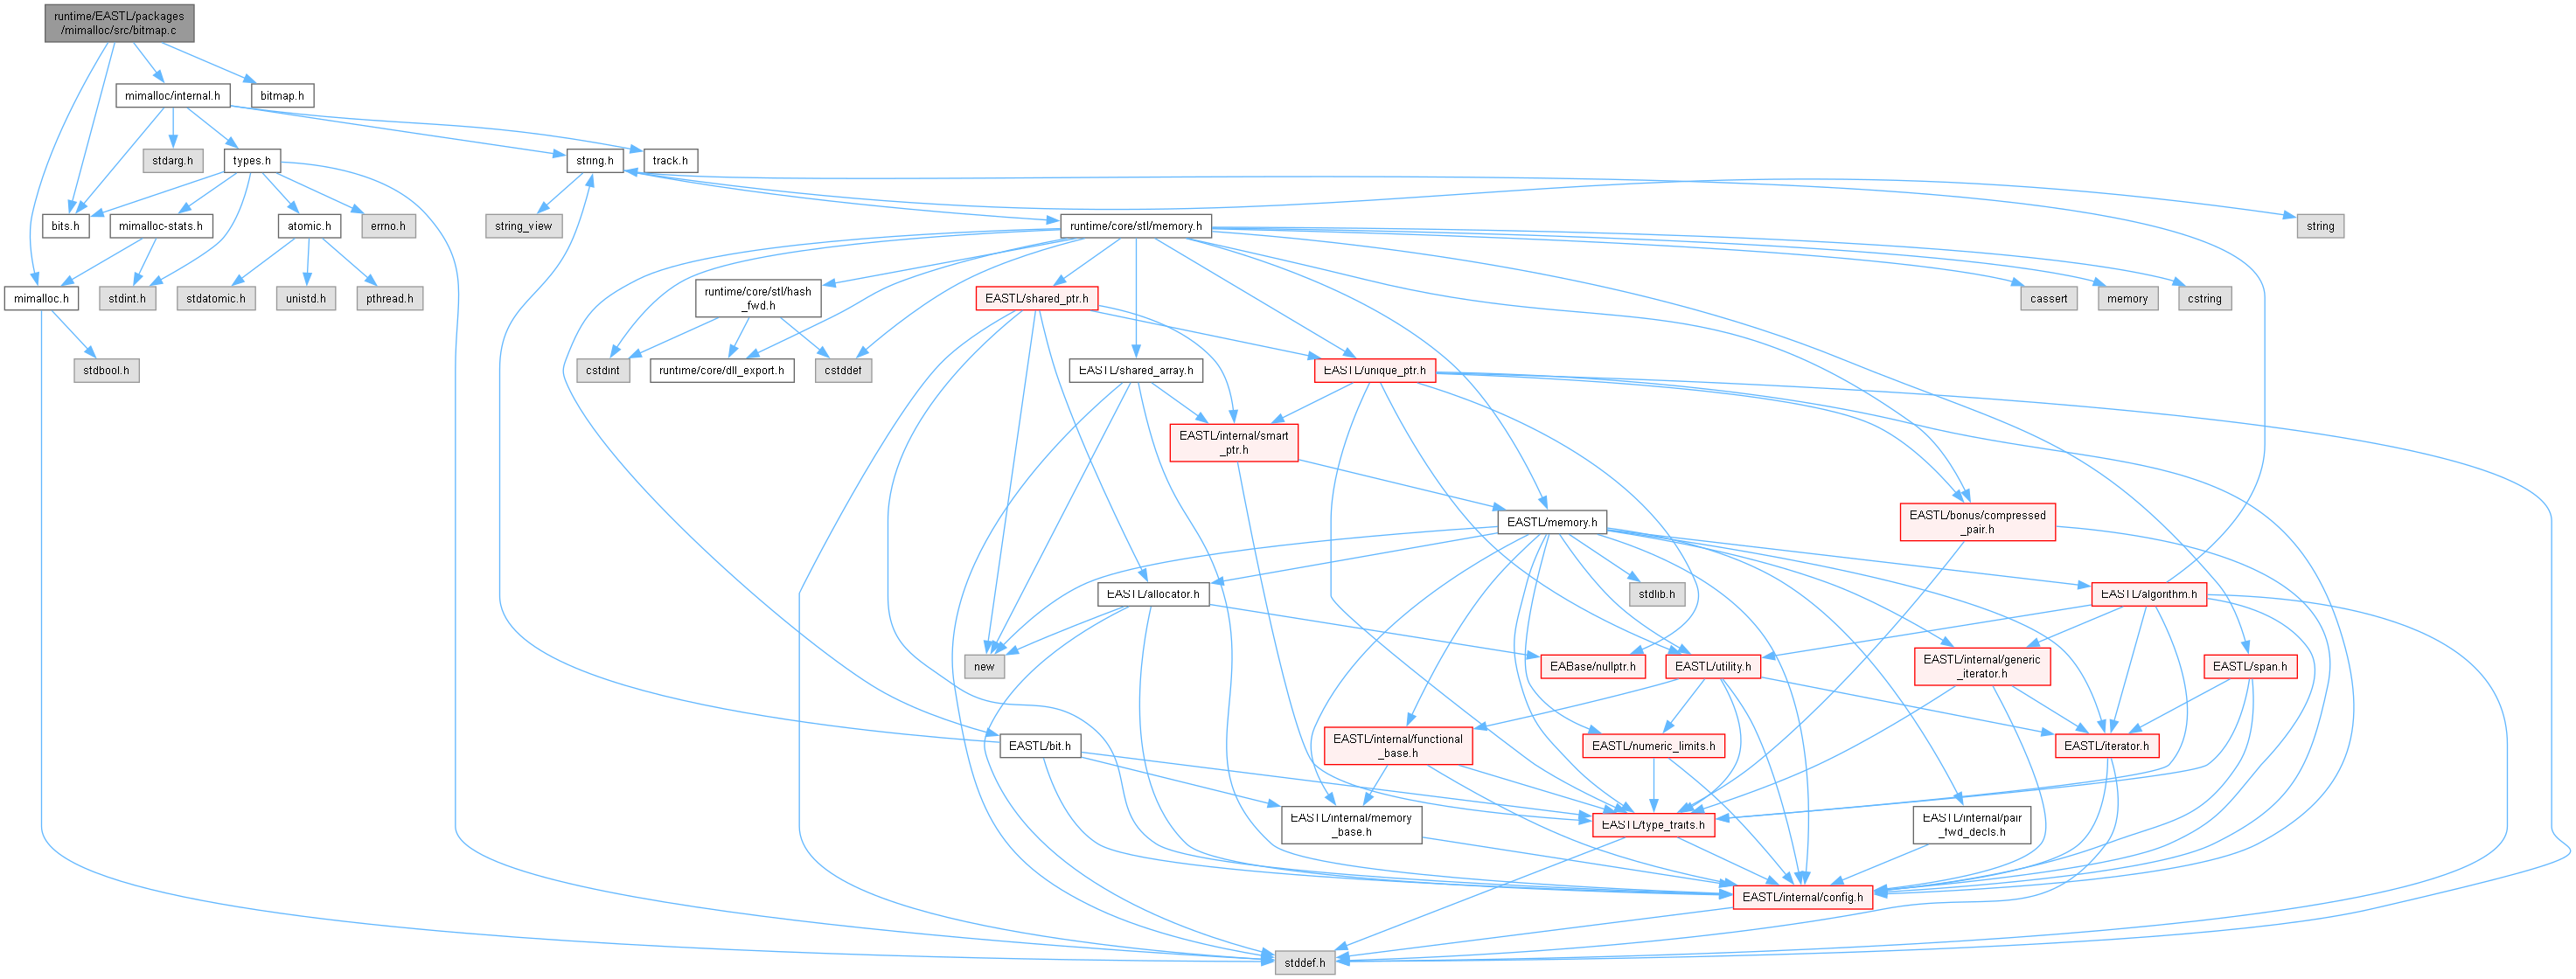 runtime/EASTL/packages
/mimalloc/src/bitmap.c
mimalloc/internal.h
bitmap.h
stdarg.h
types.h
string.h
track.h
bits.h
mimalloc-stats.h
atomic.h
errno.h
string_view
runtime/core/stl/memory.h
string
mimalloc.h
stdint.h
stdatomic.h
unistd.h
pthread.h
runtime/core/stl/hash
_fwd.h
EASTL/shared_ptr.h
cassert
memory
cstring
stdbool.h
cstdint
runtime/core/dll_export.h
cstddef
EASTL/shared_array.h
EASTL/unique_ptr.h
EASTL/internal/smart
_ptr.h
EASTL/memory.h
EASTL/bonus/compressed
_pair.h
EASTL/allocator.h
stdlib.h
EASTL/algorithm.h
new
EABase/nullptr.h
EASTL/utility.h
EASTL/internal/generic
_iterator.h
EASTL/span.h
EASTL/bit.h
EASTL/internal/functional
_base.h
EASTL/numeric_limits.h
EASTL/iterator.h
EASTL/internal/memory
_base.h
EASTL/type_traits.h
EASTL/internal/pair
_fwd_decls.h
EASTL/internal/config.h
stddef.h